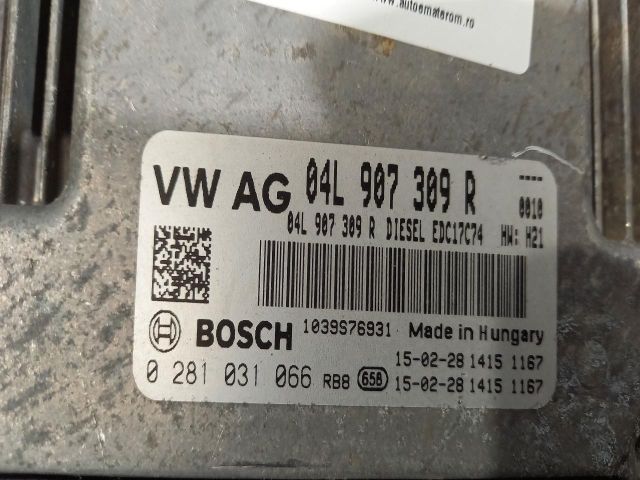 www.autoematerom.ro
VW AG 04L 907 309 R ----
0010
04L 907 309 R DIESEL EDC17C74 HW: H21
BOSCH 1039S76931 Made in Hungary
15-02-28 1415 1167
0 281 031 066 RB8 658 15-02-28 1415 1167